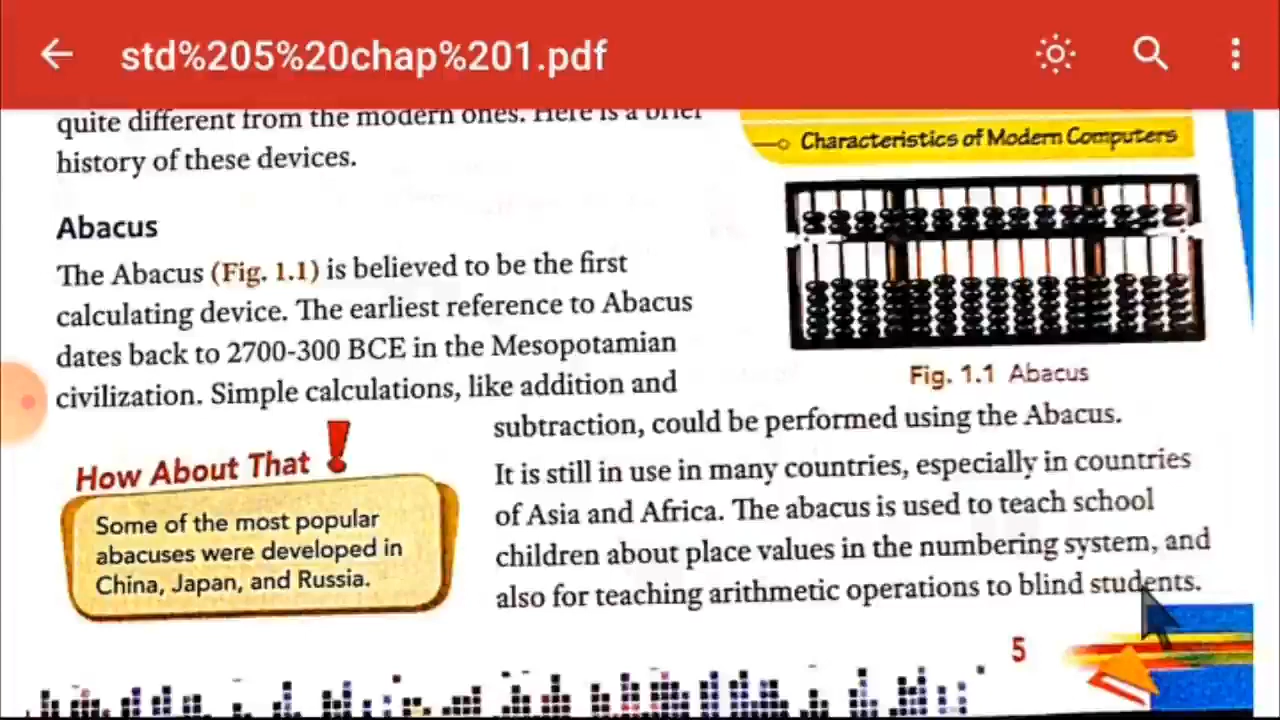 std%205%20chap%201.pdf
quite different from the modern ones. Here is a brief
history of these devices.
Characteristics of Modern Computers
Abacus
The Abacus (Fig. 1.1) is believed to be the first
calculating device. The earliest reference to Abacus
dates back to 2700-300 BCE in the Mesopotamian
civilization. Simple calculations, like addition and
subtraction, could be performed using the Abacus.
Fig. 1.1 Abacus
It is still in use in many countries, especially in countries
of Asia and Africa. The abacus is used to teach school
children about place values in the numbering system, and
also for teaching arithmetic operations to blind students.
How About That !
Some of the most popular
abacuses were developed in
China, Japan, and Russia.
5